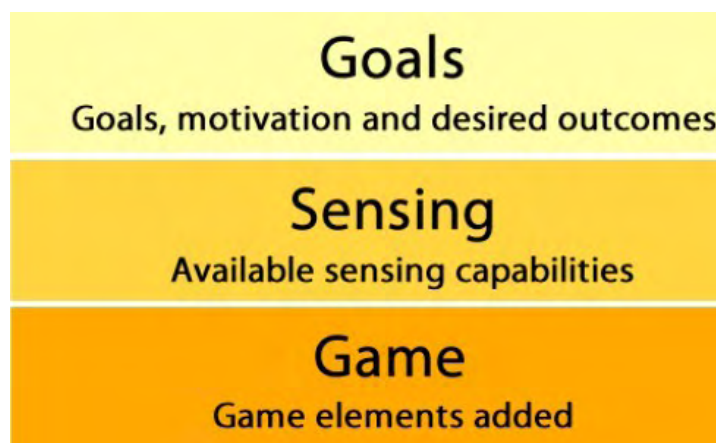 Goals
Goals, motivation and desired outcomes
Sensing
Available sensing capabilities
Game
Game elements added